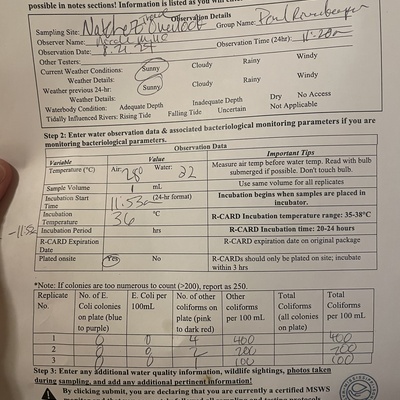 possible in notes sections! Information is listed as you will
Observation Details
Sampling Site: Group Name: Paul
Observer Name: Nicole
Observation Date: 8.21.24 Observation Time (24hr): 11:20a
Other Testers:
Current Weather Conditions: Sunny Cloudy Rainy Windy
Weather Details:
Weather previous 24-hr: Sunny Cloudy Rainy Windy
Weather Details:
Waterbody Condition: Adequate Depth Inadequate Depth Dry No Access
Tidally Influenced Rivers: Rising Tide Falling Tide Uncertain Not Applicable
Step 2: Enter water observation data & associated bacteriological monitoring parameters if you are
monitoring bacteriological parameters.
Observation Data
Variable Value Important Tips
Temperature (°C) Air: 28° Water: 22 Measure air temp before water temp. Read with bulb
submerged if possible. Don't touch bulb.
Sample Volume 1 mL Use same volume for all replicates
Incubation Start Time 11:53a (24-hr format) Incubation begins when samples are placed in
incubator.
Incubation Temperature 36 °C R-CARD Incubation temperature range: 35-38°C
Incubation Period hrs R-CARD Incubation time: 20-24 hours
R-CARD Expiration Date R-CARD expiration date on original package
Plated onsite Yes No R-CARDs should only be plated on site; incubate
within 3 hrs
*Note: If colonies are too numerous to count (>200), report as 250.
Replicate No. No. of E. Coli colonies on plate (blue to purple) E. Coli per 100mL No. of other coliforms on plate (pink to dark red) Other coliforms per 100 mL Total Coliforms (all colonies on plate) Total Coliforms per 100 mL
1 0 0 4 400 400
2 0 0 2 200 200
3 0 0 100 100
Step 3: Enter any additional water quality information, wildlife sightings, photos taken
during sampling, and add any additional pertinent information!
By clicking submit, you are declaring that you are currently a certified MSWS